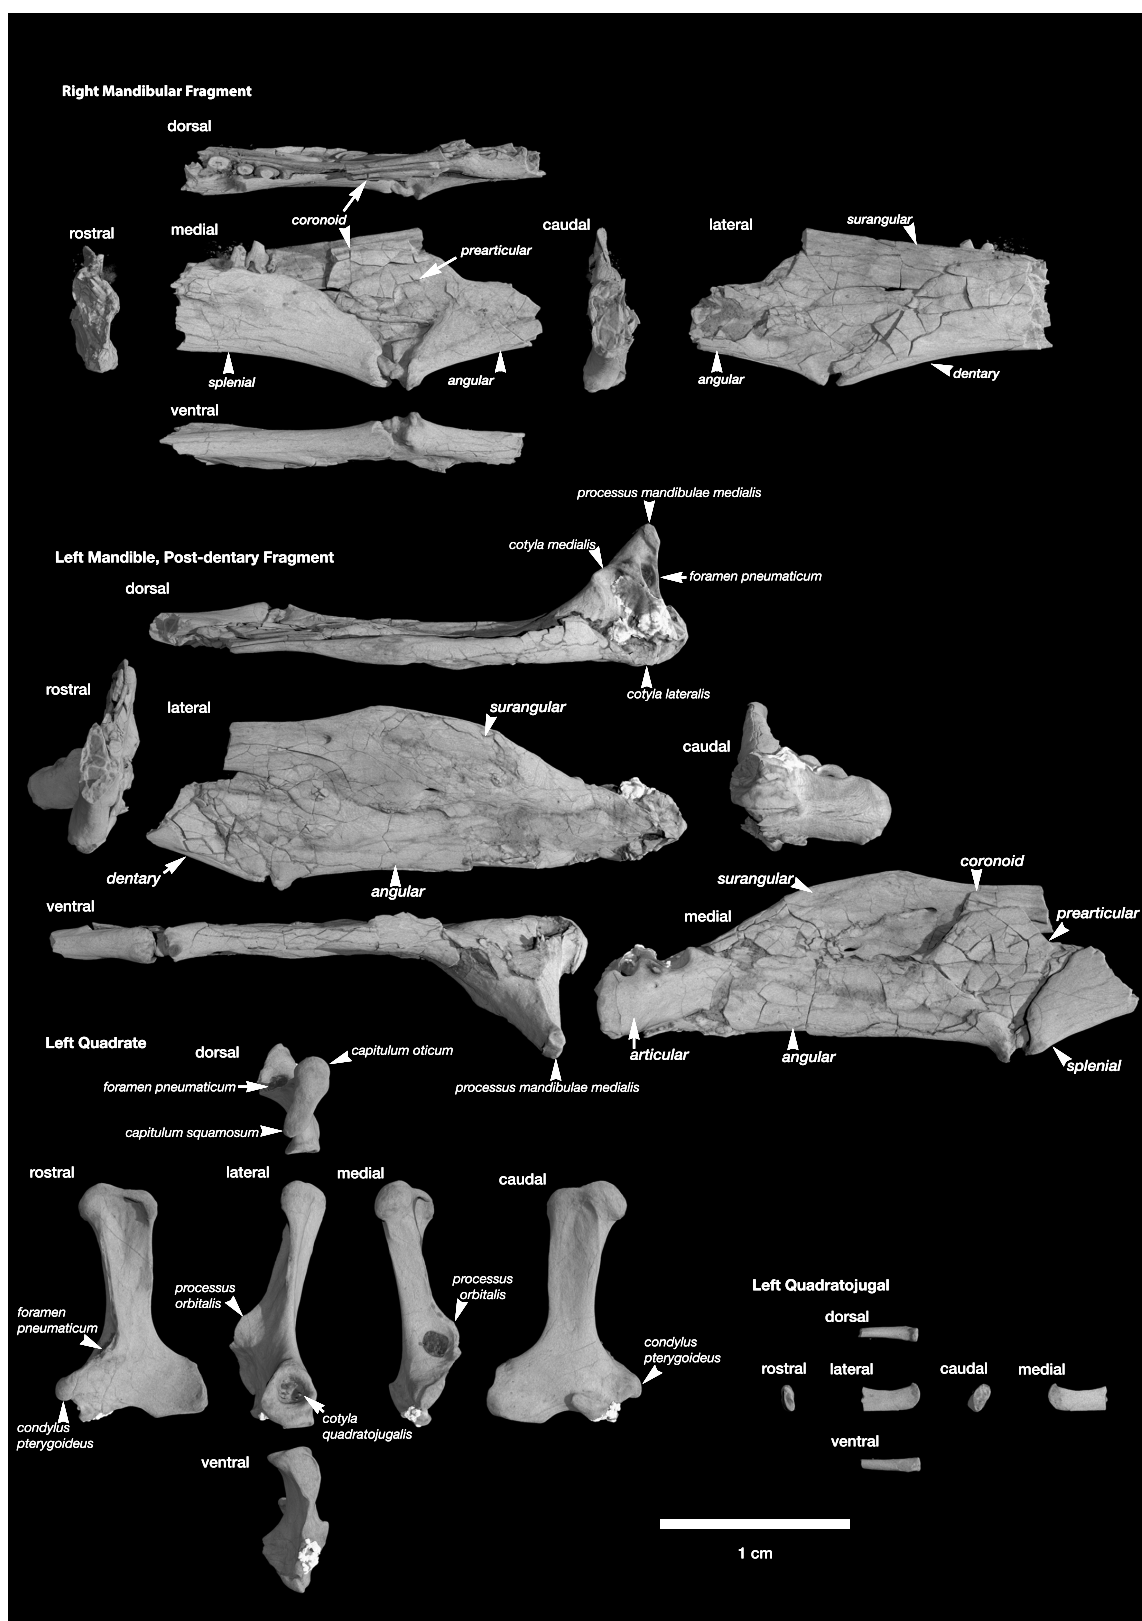 Right Mandibular Fragment
dorsal
coronoid
rostral
medial
prearticular
splenial
angular
caudal
lateral
surangular
angular
dentary
ventral
Left Mandible, Post-dentary Fragment
dorsal
processus mandibulae medialis
cotyla medialis
foramen pneumaticum
cotyla lateralis
rostral
lateral
surangular
dentary
angular
caudal
ventral
processus mandibulae medialis
medial
surangular
coronoid
prearticular
articular
angular
splenial
Left Quadrate
dorsal
capitulum oticum
foramen pneumaticum
capitulum squamosum
rostral
foramen
pneumaticum
condylus
pterygoideus
lateral
processus
orbitalis
cotyla
quadratojugalis
medial
processus
orbitalis
caudal
condylus
pterygoideus
ventral
Left Quadratojugal
dorsal
rostral
lateral
caudal
medial
ventral
1 cm